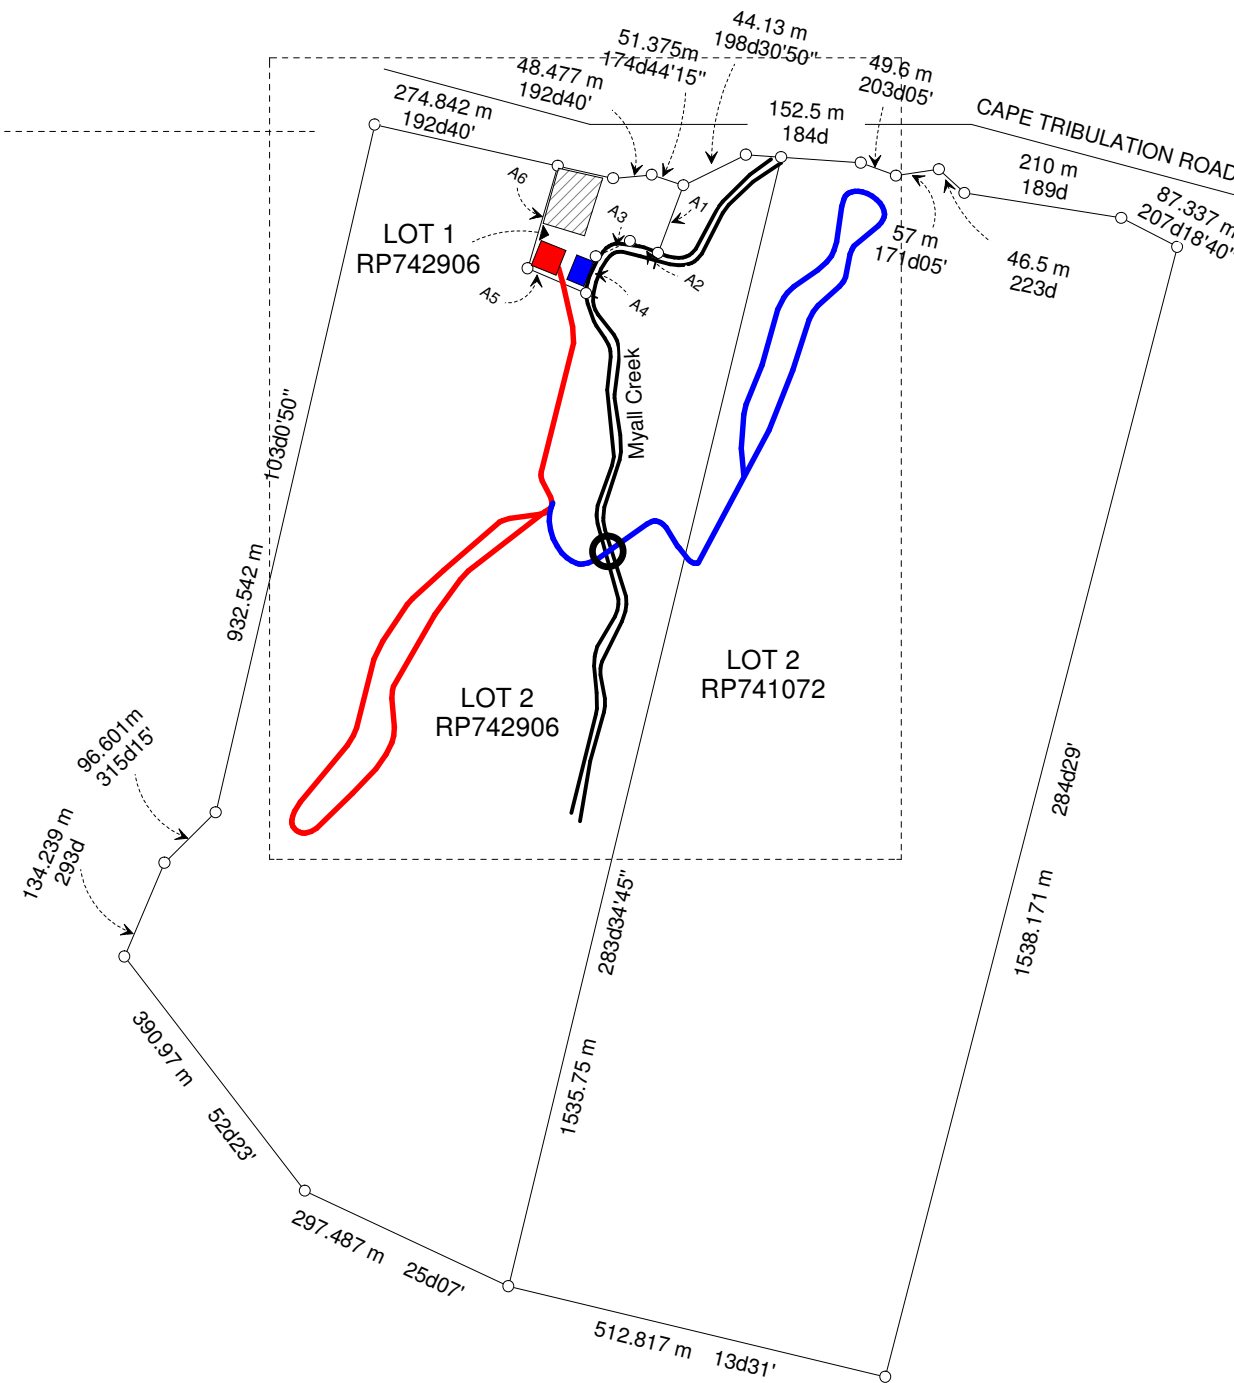 44.13 m
198d30'50"
51.375m
174d44'15"
48.477 m
192d40'
274.842 m
192d40'
152.5 m
184d
49.6 m
203d05'
CAPE TRIBULATION ROAD
210 m
189d
87.337 m
207d18'40"
57 m
171d05'
46.5 m
223d
A6
A3
A1
A2
A5
A4
LOT 1
RP742906
Myall Creek
103d0'50"
932.542 m
LOT 2
RP741072
LOT 2
RP742906
96.601m
315d15'
134.239 m
293d
284d29'
1538.171 m
283d34'45"
1535.75 m
390.97 m
52d23'
297.487 m
25d07'
512.817 m
13d31'